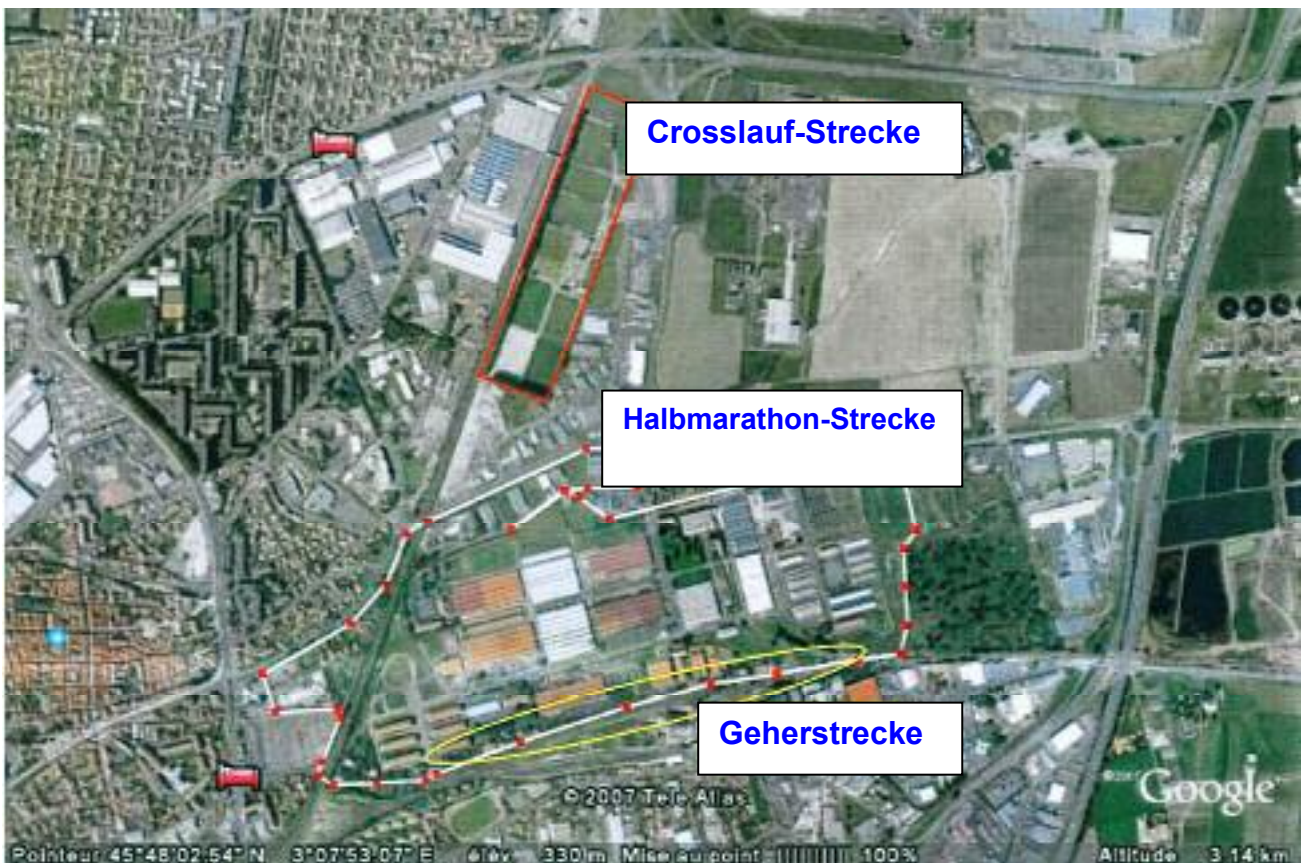 Crosslauf-Strecke
Halbmarathon-Strecke
Geherstrecke
© 2007 Tele Atlas
Google
Pointeur 45°48'02.54" N 3°07'53.07" E élév. 330 m Mise au point 100% Altitude 3.14 km